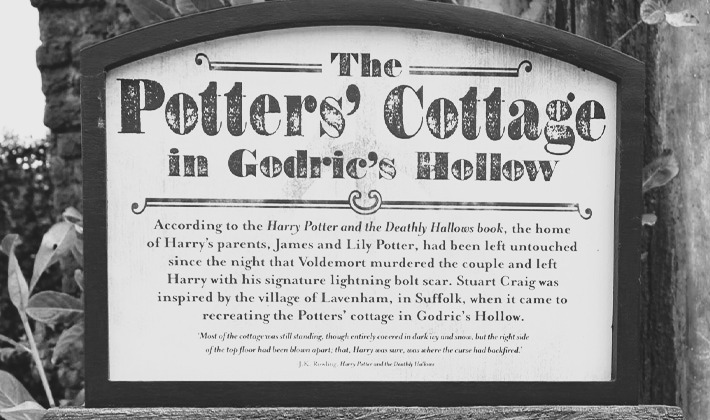 The
Potters' Cottage
in Godric's Hollow
According to the Harry Potter and the Deathly Hallows book, the home
of Harry's parents, James and Lily Potter, had been left untouched
since the night that Voldemort murdered the couple and left
Harry with his signature lightning bolt scar. Stuart Craig was
inspired by the village of Lavenham, in Suffolk, when it came to
recreating the Potters' cottage in Godric's Hollow.
'Most of the cottage was still standing, though entirely covered in dark ivy and snow, but the right side
of the top floor had been blown apart; that, Harry was sure, was where the curse had backfired.'
J.K. Rowling, Harry Potter and the Deathly Hallows